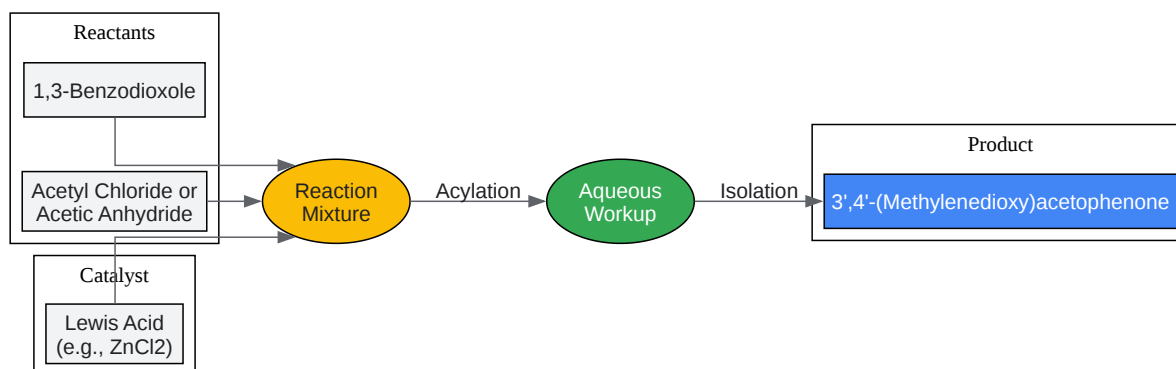 Reactants
1,3-Benzodioxole
Acetyl Chloride or
Acetic Anhydride
Catalyst
Lewis Acid
(e.g., ZnCl2)
Reaction
Mixture
Acylation
Aqueous
Workup
Isolation
Product
3',4'-(Methylenedioxy)acetophenone